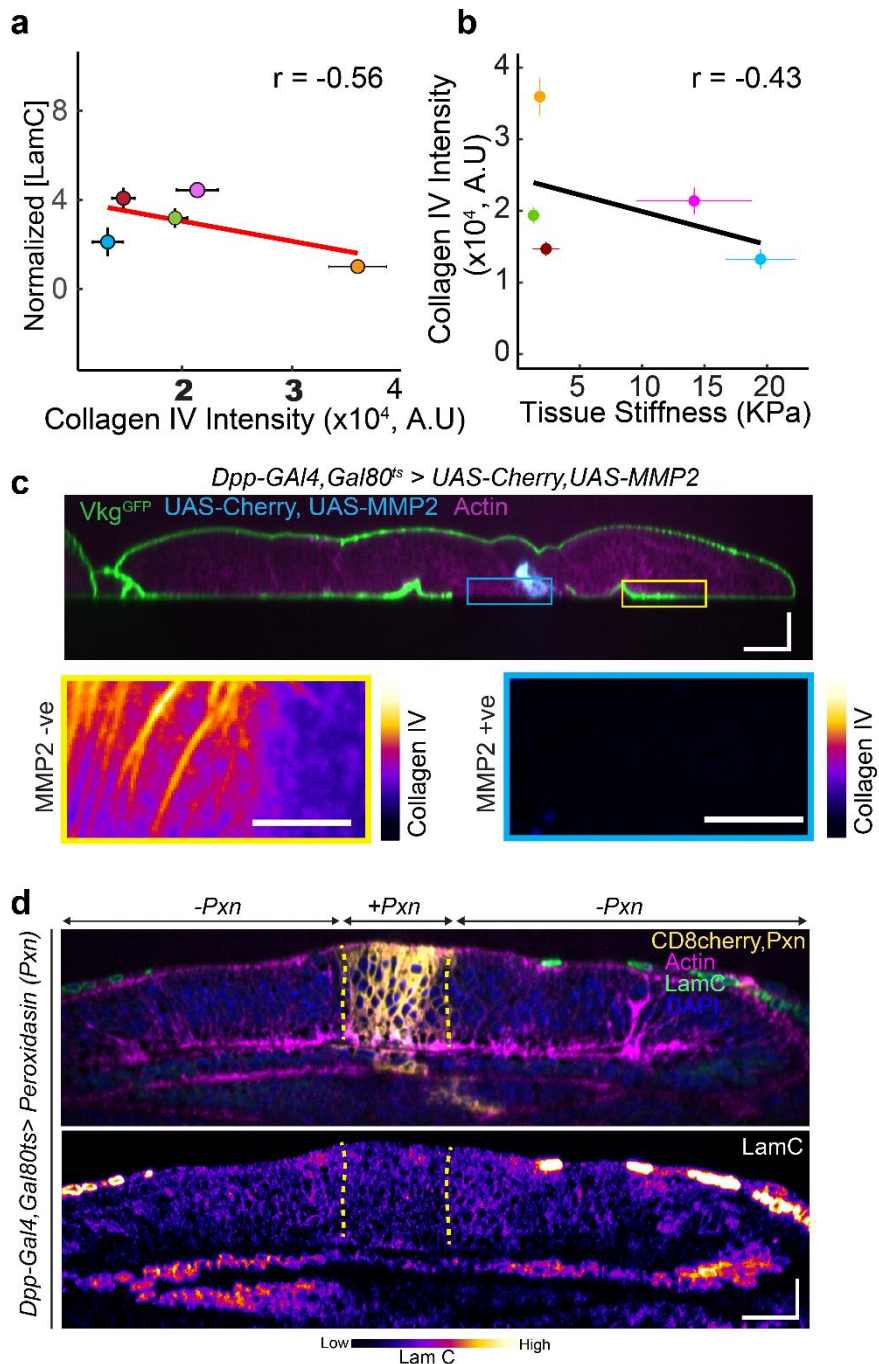 a
r = -0.56
8
4
0
Normalized [LamC]
2
3
4
Collagen IV Intensity (x10⁴, A.U)
b
r = -0.43
4
3
2
1
0
Collagen IV Intensity
(x10⁴, A.U)
5
10
15
20
Tissue Stiffness (KPa)
c
Dpp-GAl4,Gal80ᵗˢ > UAS-Cherry,UAS-MMP2
Vkgᴳᶠᴾ UAS-Cherry, UAS-MMP2 Actin
MMP2 -ve
Collagen IV
MMP2 +ve
Collagen IV
d
-Pxn
+Pxn
-Pxn
Dpp-Gal4,Gal80ts> Peroxidasin (Pxn)
CD8cherry,Pxn
Actin
LamC
DAPI
LamC
Low
High
Lam C